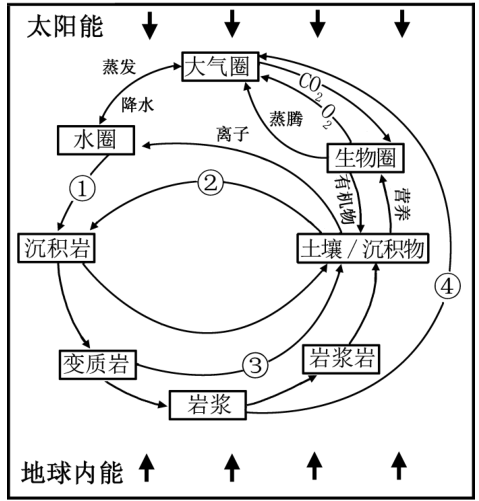 太阳能
大气圈
蒸发
降水
CO₂
O₂
蒸腾
水圈
离子
生物圈
①
②
有机物
营养
沉积岩
土壤/沉积物
④
变质岩
③
岩浆岩
岩浆
地球内能